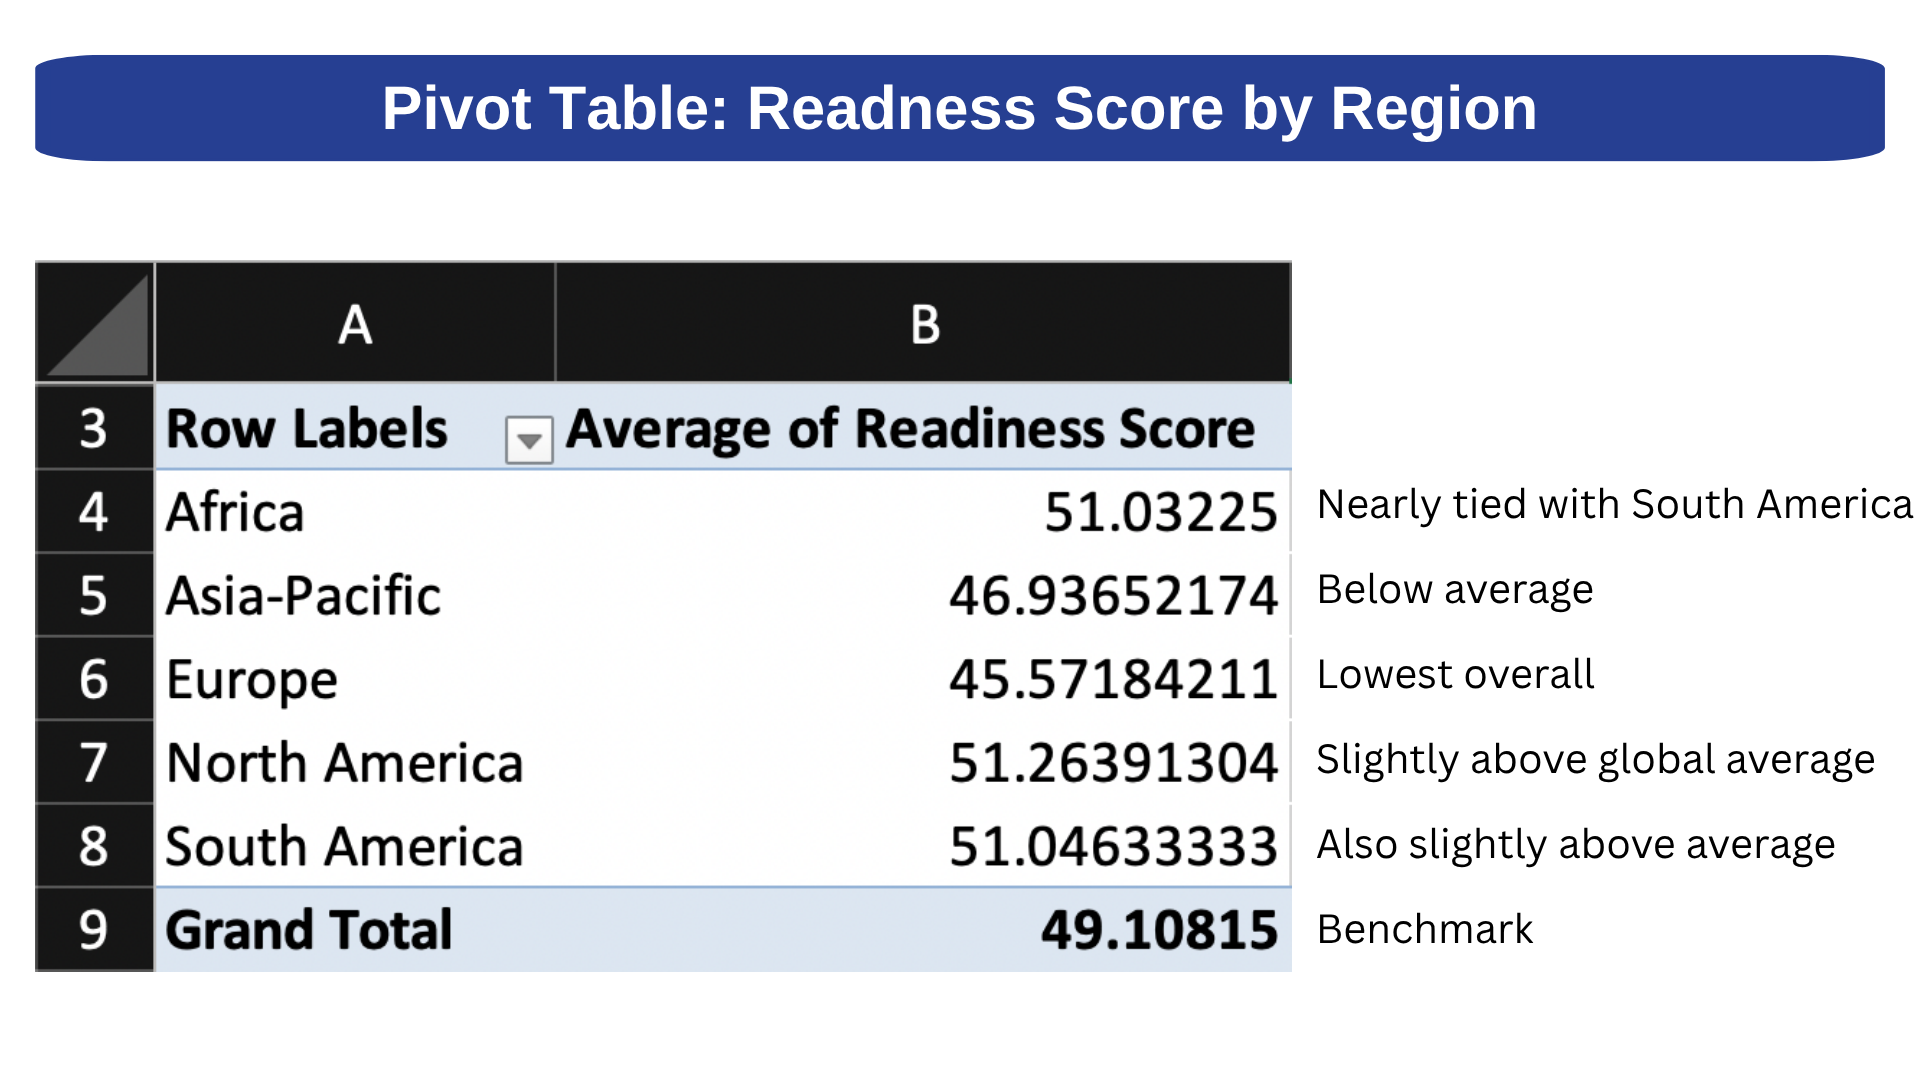 Pivot Table: Readness Score by Region
A B
3 Row Labels Average of Readiness Score
4 Africa 51.03225 Nearly tied with South America
5 Asia-Pacific 46.93652174 Below average
6 Europe 45.57184211 Lowest overall
7 North America 51.26391304 Slightly above global average
8 South America 51.04633333 Also slightly above average
9 Grand Total 49.10815 Benchmark